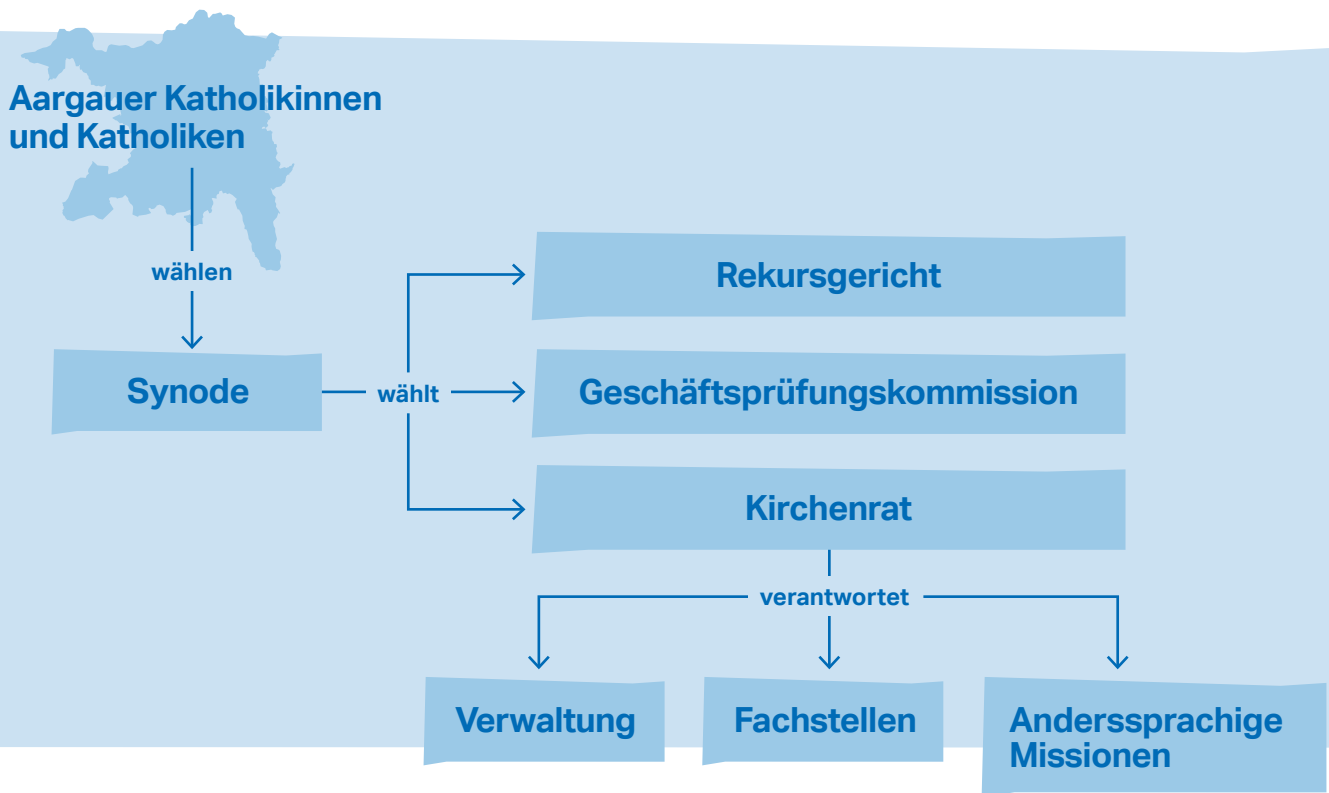 Aargauer Katholikinnen
und Katholiken
wählen
Synode
wählt
Rekursgericht
Geschäftsprüfungskommission
Kirchenrat
verantwortet
Verwaltung
Fachstellen
Anderssprachige
Missionen